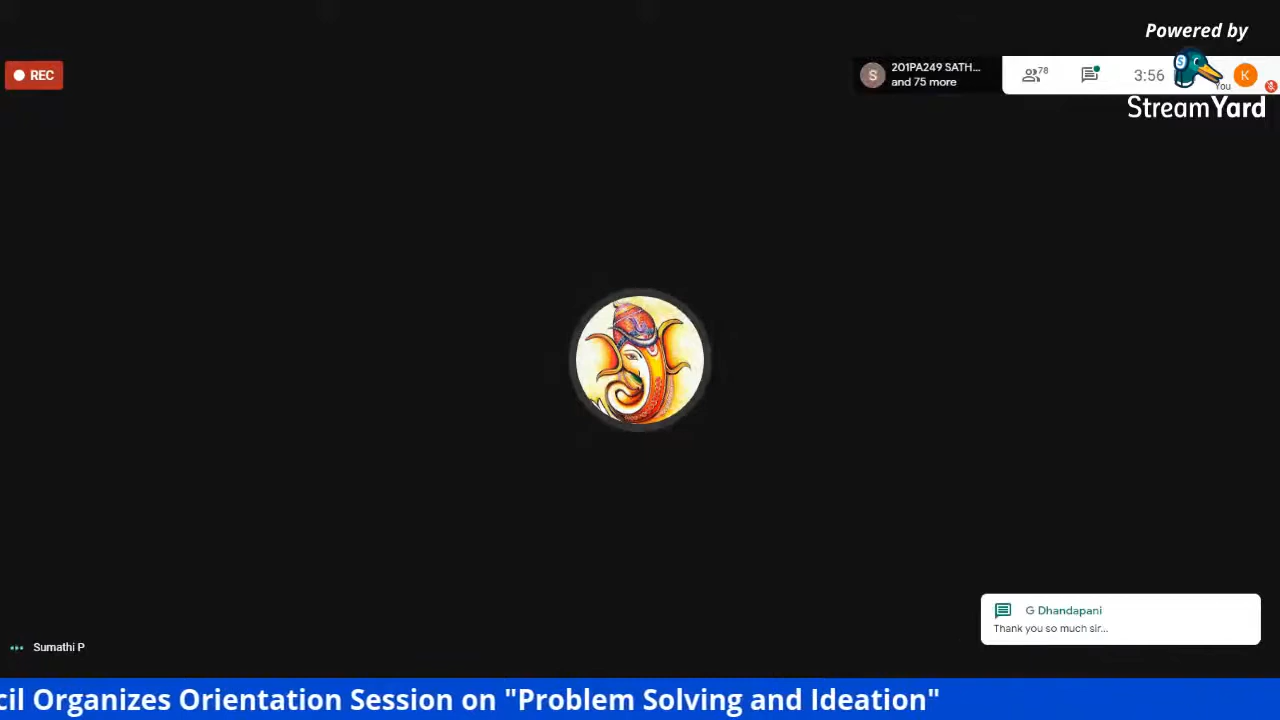 Powered by
REC
201PA249 SATH...
and 75 more
78
3:56
S
S
K
You
StreamYard
G Dhandapani
Thank you so much sir...
Sumathi P
cil Organizes Orientation Session on "Problem Solving and Ideation"